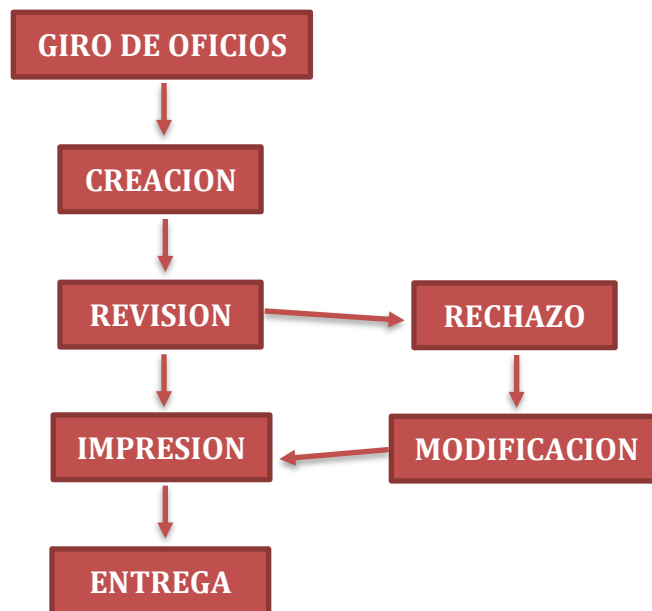 GIRO DE OFICIOS
CREACION
REVISION
RECHAZO
IMPRESION
MODIFICACION
ENTREGA